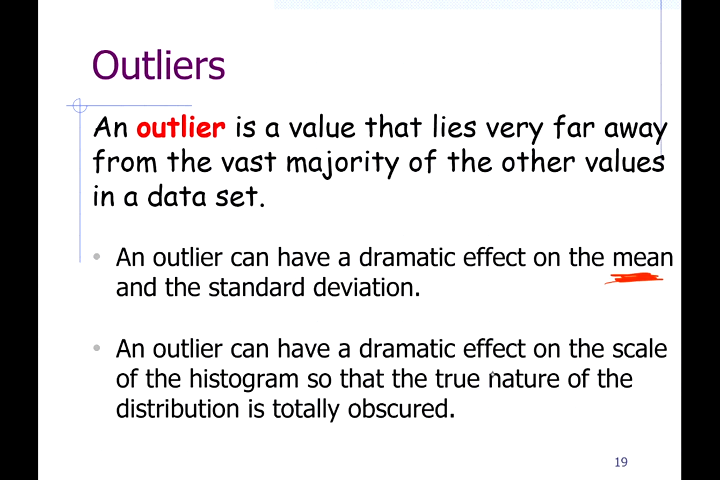 Outliers
An outlier is a value that lies very far away
from the vast majority of the other values
in a data set.
• An outlier can have a dramatic effect on the mean
and the standard deviation.
• An outlier can have a dramatic effect on the scale
of the histogram so that the true nature of the
distribution is totally obscured.
19